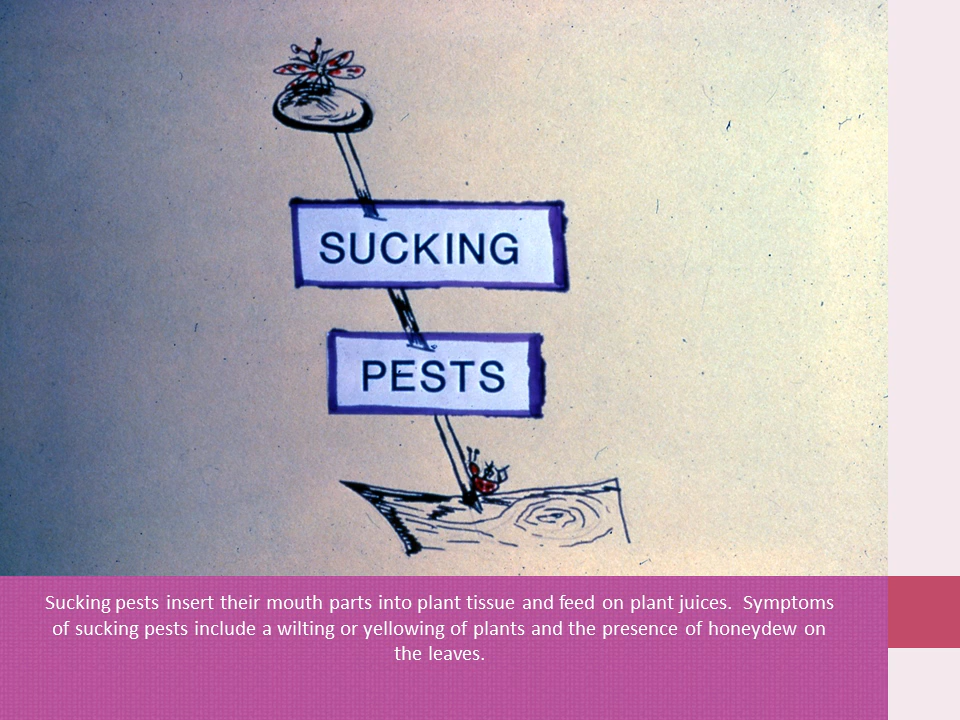 SUCKING
PESTS
Sucking pests insert their mouth parts into plant tissue and feed on plant juices.  Symptoms
of sucking pests include a wilting or yellowing of plants and the presence of honeydew on
the leaves.